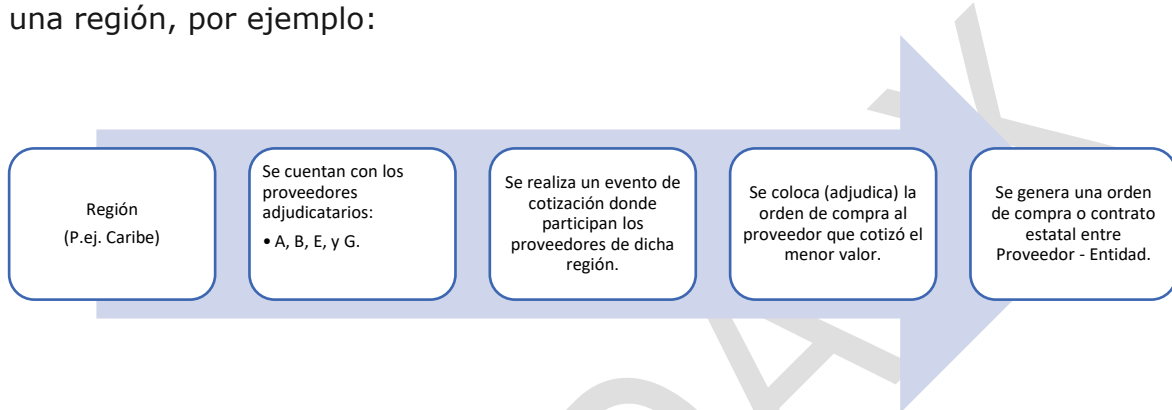 una región, por ejemplo:
Región
(P.ej. Caribe)
Se cuentan con los
proveedores
adjudicatarios:
• A, B, E, y G.
Se realiza un evento de
cotización donde
participan los
proveedores de dicha
región.
Se coloca (adjudica) la
orden de compra al
proveedor que cotizó el
menor valor.
Se genera una orden
de compra o contrato
estatal entre
Proveedor - Entidad.